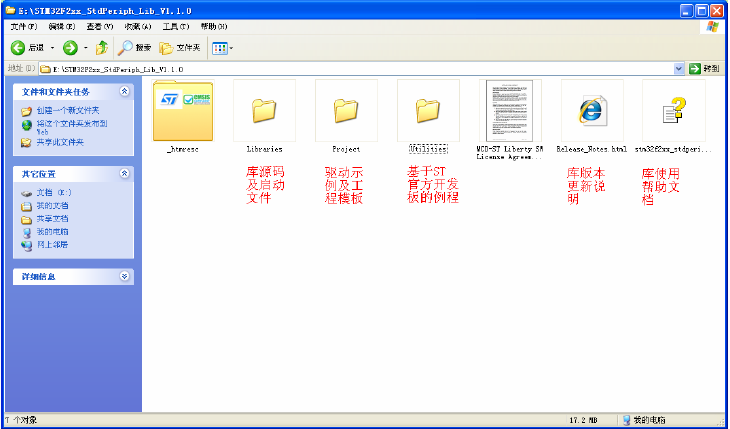 E:\STM32F2xx_StdPeriph_Lib_V1.1.0
文件(F) 编辑(E) 查看(V) 收藏(A) 工具(T) 帮助(H)
后退 搜索 文件夹
地址(D) E:\STM32F2xx_StdPeriph_Lib_V1.1.0 转到
文件和文件夹任务
创建一个新文件夹
将这个文件夹发布到
Web
共享此文件夹
其它位置
文档 (E:)
我的文档
共享文档
我的电脑
网上邻居
详细信息
ST CMSIS
_htmresc
Libraries
库源码
及启动
文件
Project
驱动示
例及工
程模板
Utilities
基于ST
官方开发
板的例程
MCD-ST Liberty SW
License Agreem...
Release_Notes.html
库版本
更新说
明
stm32f2xx_stdperi...
库使用
帮助文
档
7 个对象 17.2 MB 我的电脑